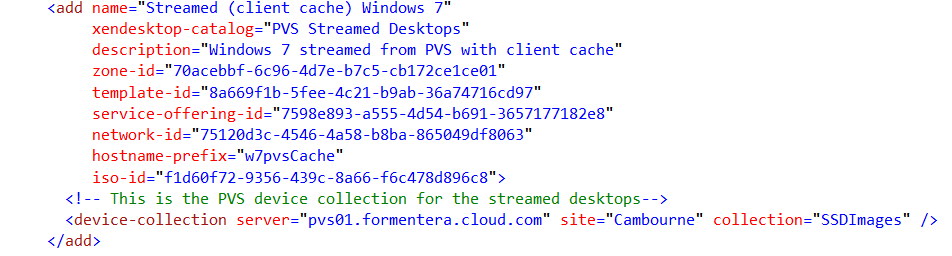 <add name="Streamed (client cache) Windows 7"
xendesktop-catalog="PVS Streamed Desktops"
description="Windows 7 streamed from PVS with client cache"
zone-id="70acebbf-6c96-4d7e-b7c5-cb172ce1ce01"
template-id="8a669f1b-5fee-4c21-b9ab-36a74716cd97"
service-offering-id="7598e893-a555-4d54-b691-3657177182e8"
network-id="75120d3c-4546-4a58-b8ba-865049df8063"
hostname-prefix="w7pvsCache"
iso-id="f1d60f72-9356-439c-8a66-f6c478d896c8">
<!-- This is the PVS device collection for the streamed desktops-->
<device-collection server="pvs01.formentera.cloud.com" site="Cambourne" collection="SSDImages" />
</add>